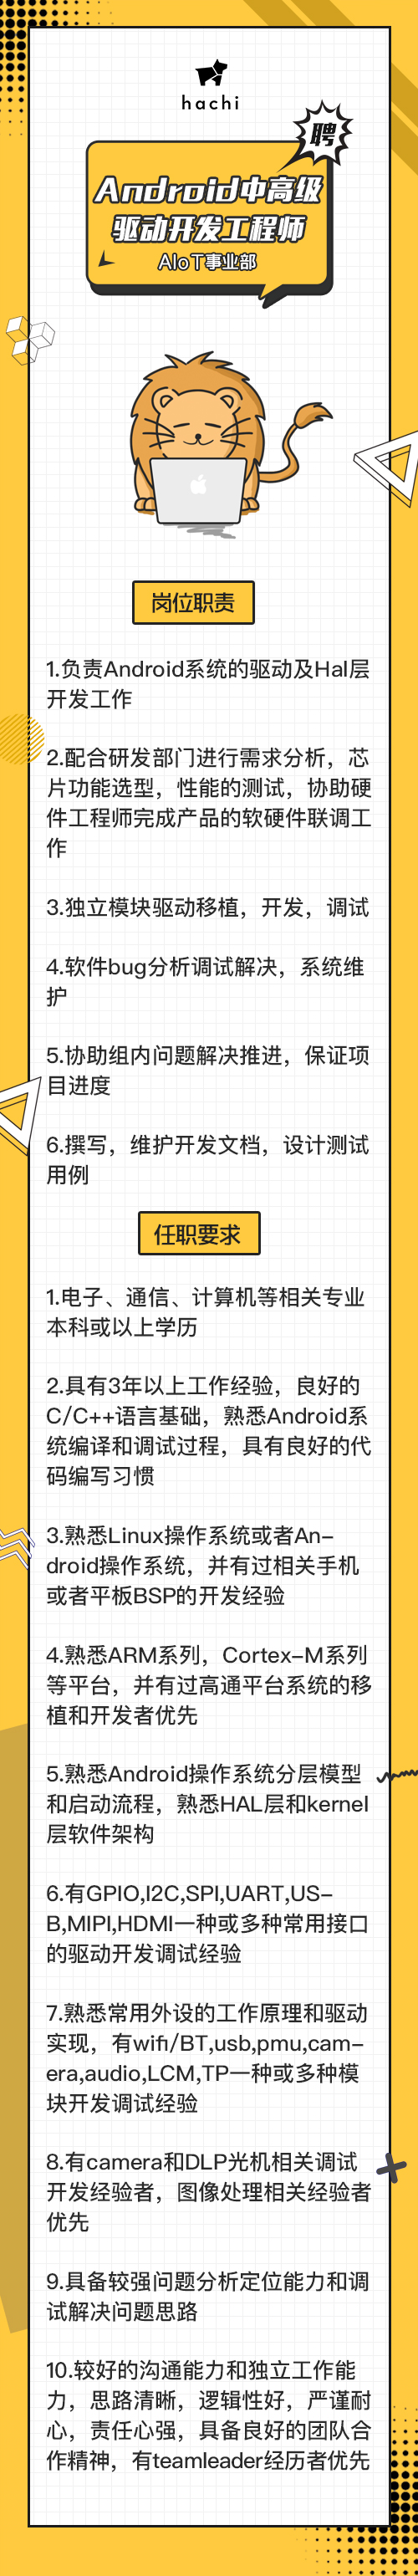 hachi
聘
Android中高级
驱动开发工程师
AIoT事业部
岗位职责
1.负责Android系统的驱动及Hal层
开发工作
2.配合研发部门进行需求分析，芯
片功能选型，性能的测试，协助硬
件工程师完成产品的软硬件联调工
作
3.独立模块驱动移植，开发，调试
4.软件bug分析调试解决，系统维
护
5.协助组内问题解决推进，保证项
目进度
6.撰写，维护开发文档，设计测试
用例
任职要求
1.电子、通信、计算机等相关专业
本科或以上学历
2.具有3年以上工作经验，良好的
C/C++语言基础，熟悉Android系
统编译和调试过程，具有良好的代
码编写习惯
3.熟悉Linux操作系统或者An-
droid操作系统，并有过相关手机
或者平板BSP的开发经验
4.熟悉ARM系列，Cortex-M系列
等平台，并有过高通平台系统的移
植和开发者优先
5.熟悉Android操作系统分层模型
和启动流程，熟悉HAL层和kernel
层软件架构
6.有GPIO,I2C,SPI,UART,US-
B,MIPI,HDMI一种或多种常用接口
的驱动开发调试经验
7.熟悉常用外设的工作原理和驱动
实现，有wifi/BT,usb,pmu,cam-
era,audio,LCM,TP一种或多种模
块开发调试经验
8.有camera和DLP光机相关调试
开发经验者，图像处理相关经验者
优先
9.具备较强问题分析定位能力和调
试解决问题思路
10.较好的沟通能力和独立工作能
力，思路清晰，逻辑性好，严谨耐
心，责任心强，具备良好的团队合
作精神，有teamleader经历者优先